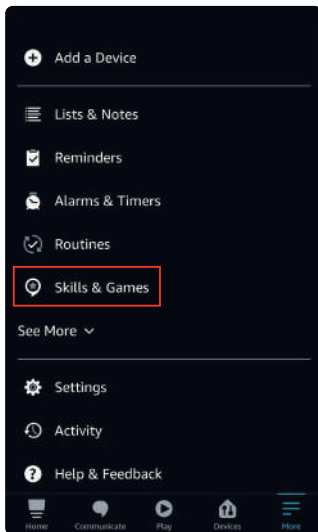 Add a Device
Lists & Notes
Reminders
Alarms & Timers
Routines
Skills & Games
See More
Settings
Activity
Help & Feedback
Home Communicate Play Devices More